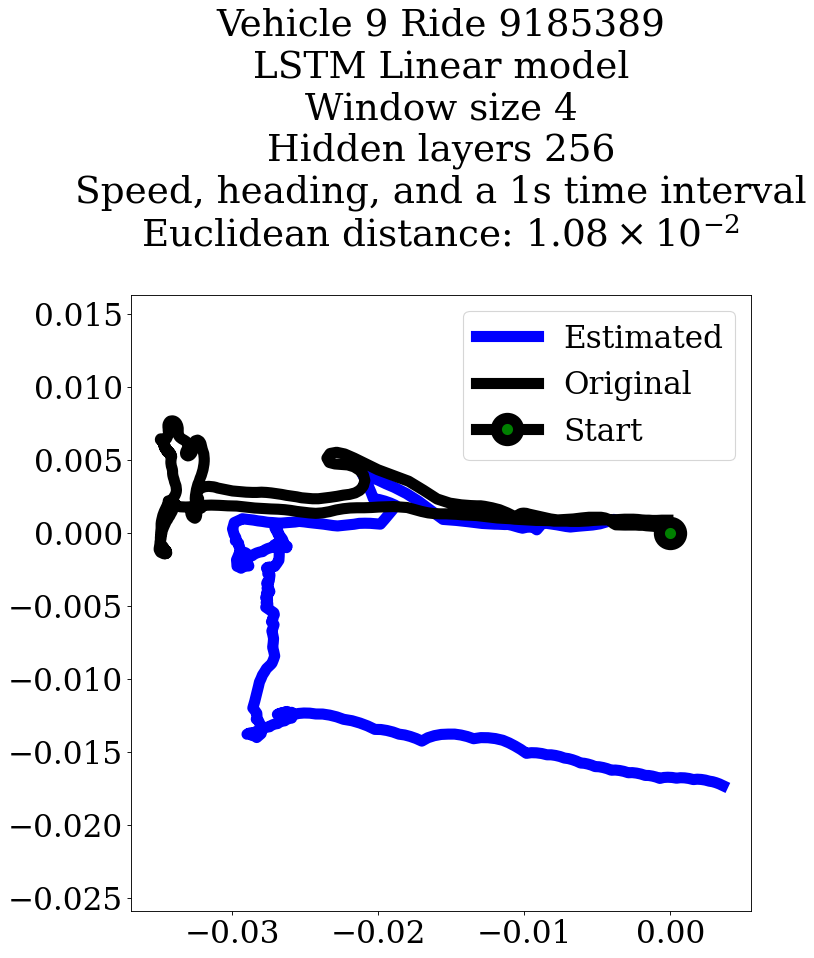 Vehicle 9 Ride 9185389
LSTM Linear model
Window size 4
Hidden layers 256
Speed, heading, and a 1s time interval
Euclidean distance: 1.08 × 10⁻²
Estimated
Original
Start
0.015
0.010
0.005
0.000
−0.005
−0.010
−0.015
−0.020
−0.025
−0.03 −0.02 −0.01 0.00